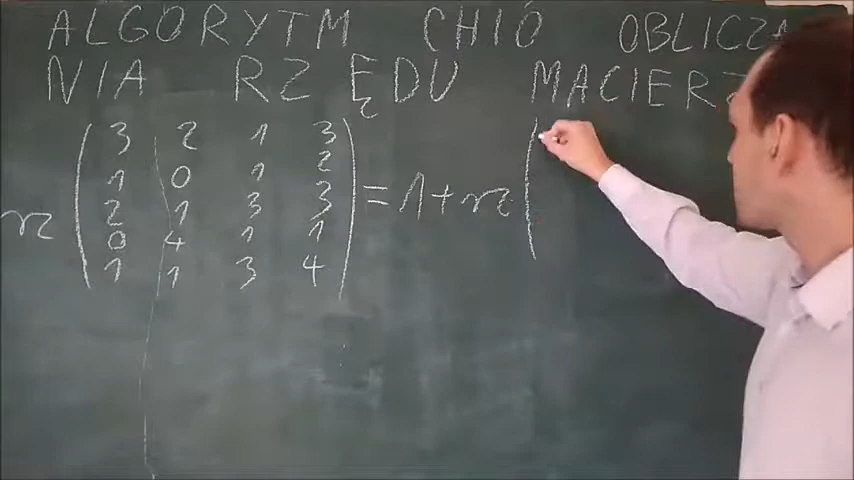 ALGORYTM CHIÓ OBLICZA
NIA RZĘDU MACIERZ
3 2 1 3
1 0 1 2
rz 2 1 3 3 = 1 + rz
0 4 1 1
1 1 3 4